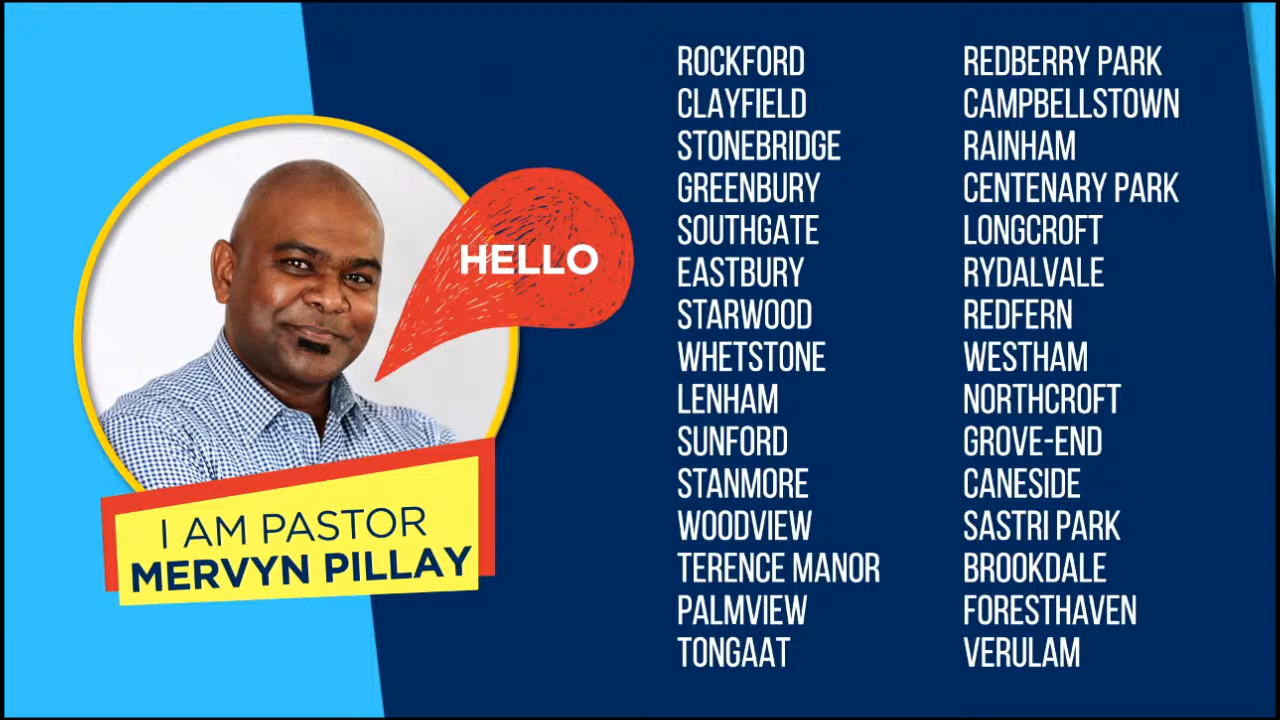 HELLO
I AM PASTOR
MERVYN PILLAY
ROCKFORD
CLAYFIELD
STONEBRIDGE
GREENBURY
SOUTHGATE
EASTBURY
STARWOOD
WHETSTONE
LENHAM
SUNFORD
STANMORE
WOODVIEW
TERENCE MANOR
PALMVIEW
TONGAAT
REDBERRY PARK
CAMPBELLSTOWN
RAINHAM
CENTENARY PARK
LONGCROFT
RYDALVALE
REDFERN
WESTHAM
NORTHCROFT
GROVE-END
CANESIDE
SASTRI PARK
BROOKDALE
FORESTHAVEN
VERULAM